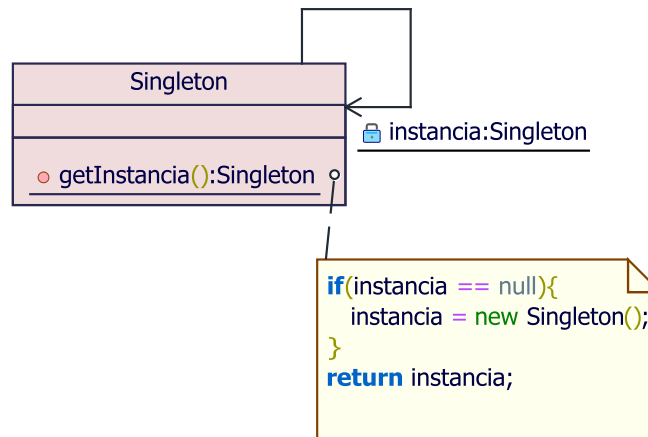 Singleton
instancia:Singleton
getInstancia():Singleton
if(instancia == null){
instancia = new Singleton();
}
return instancia;